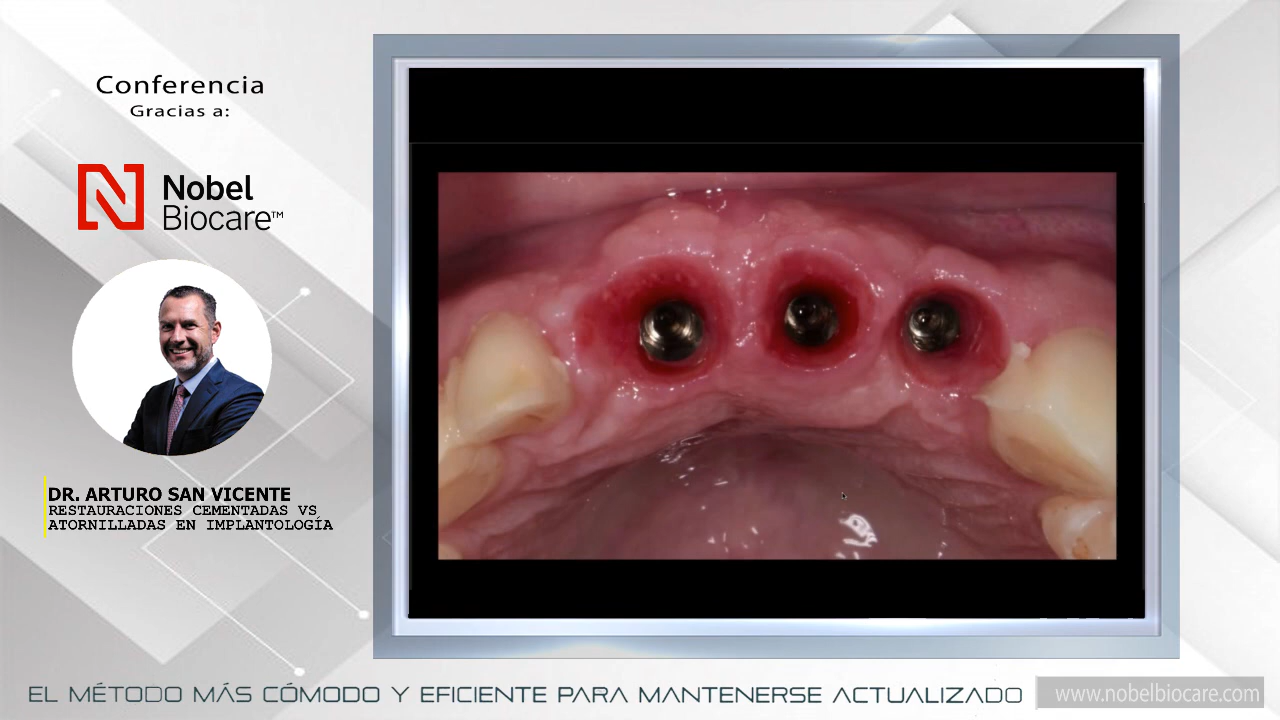 Conferencia
Gracias a:
Nobel
Biocare™
DR. ARTURO SAN VICENTE
RESTAURACIONES CEMENTADAS VS
ATORNILLADAS EN IMPLANTOLOGÍA
EL MÉTODO MÁS CÓMODO Y EFICIENTE PARA MANTENERSE ACTUALIZADO
www.nobelbiocare.com